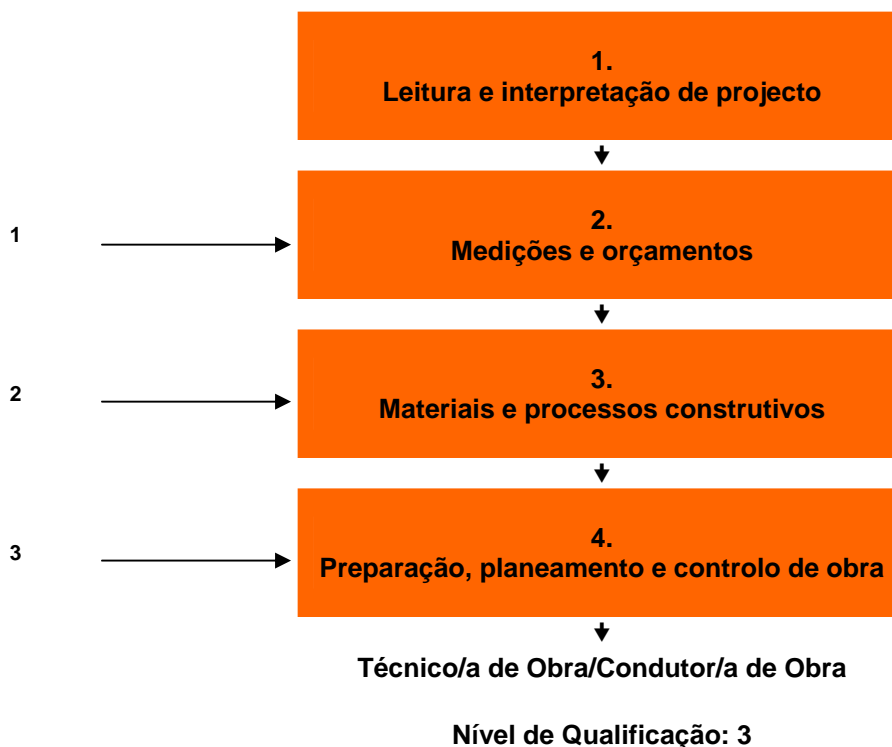 1.
Leitura e interpretação de projecto
1
2.
Medições e orçamentos
2
3.
Materiais e processos construtivos
3
4.
Preparação, planeamento e controlo de obra
Técnico/a de Obra/Condutor/a de Obra
Nível de Qualificação: 3